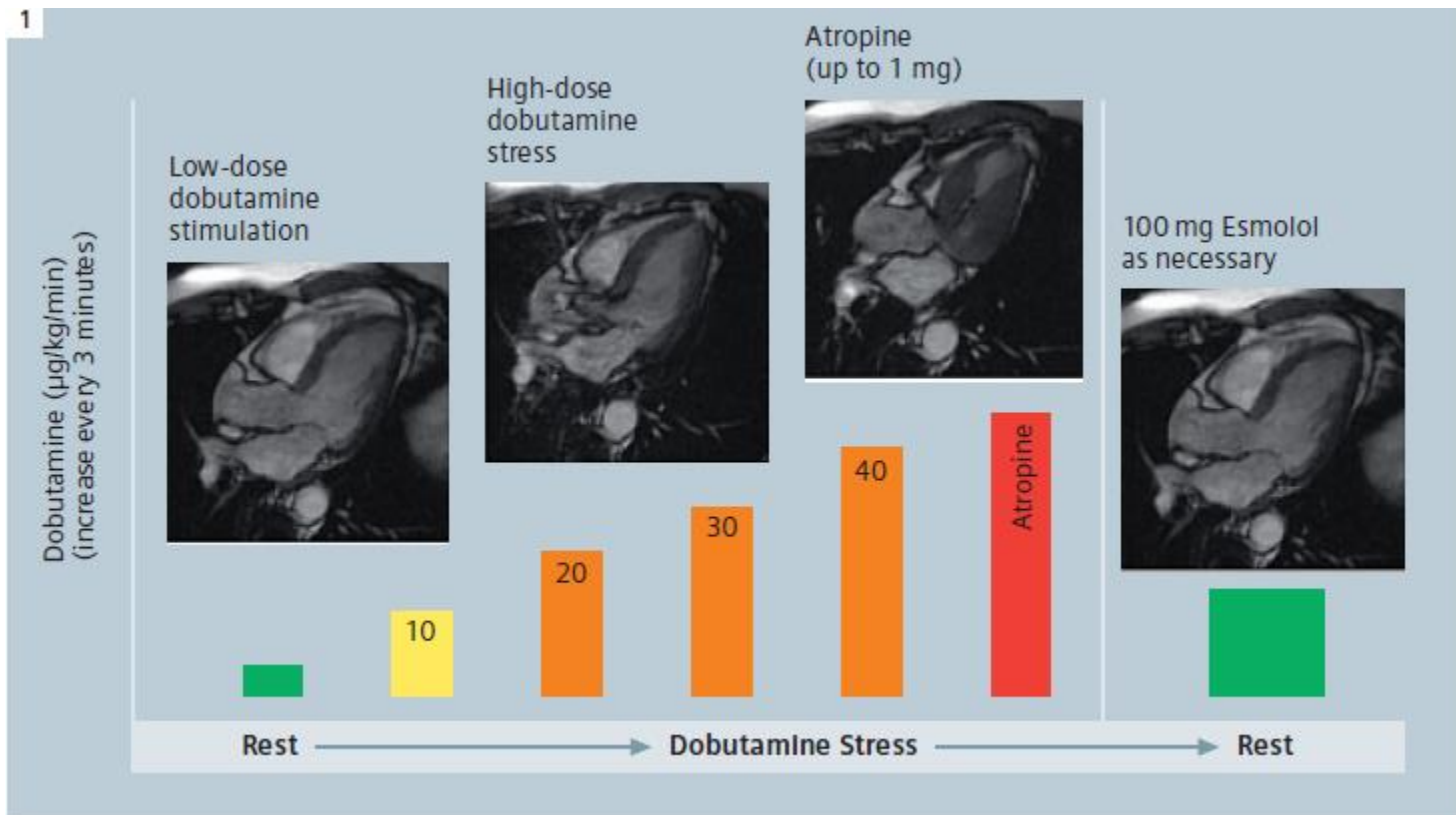 1
Dobutamine (µg/kg/min)
(increase every 3 minutes)
Low-dose
dobutamine
stimulation
High-dose
dobutamine
stress
Atropine
(up to 1 mg)
100 mg Esmolol
as necessary
10
20
30
40
Atropine
Rest
Dobutamine Stress
Rest